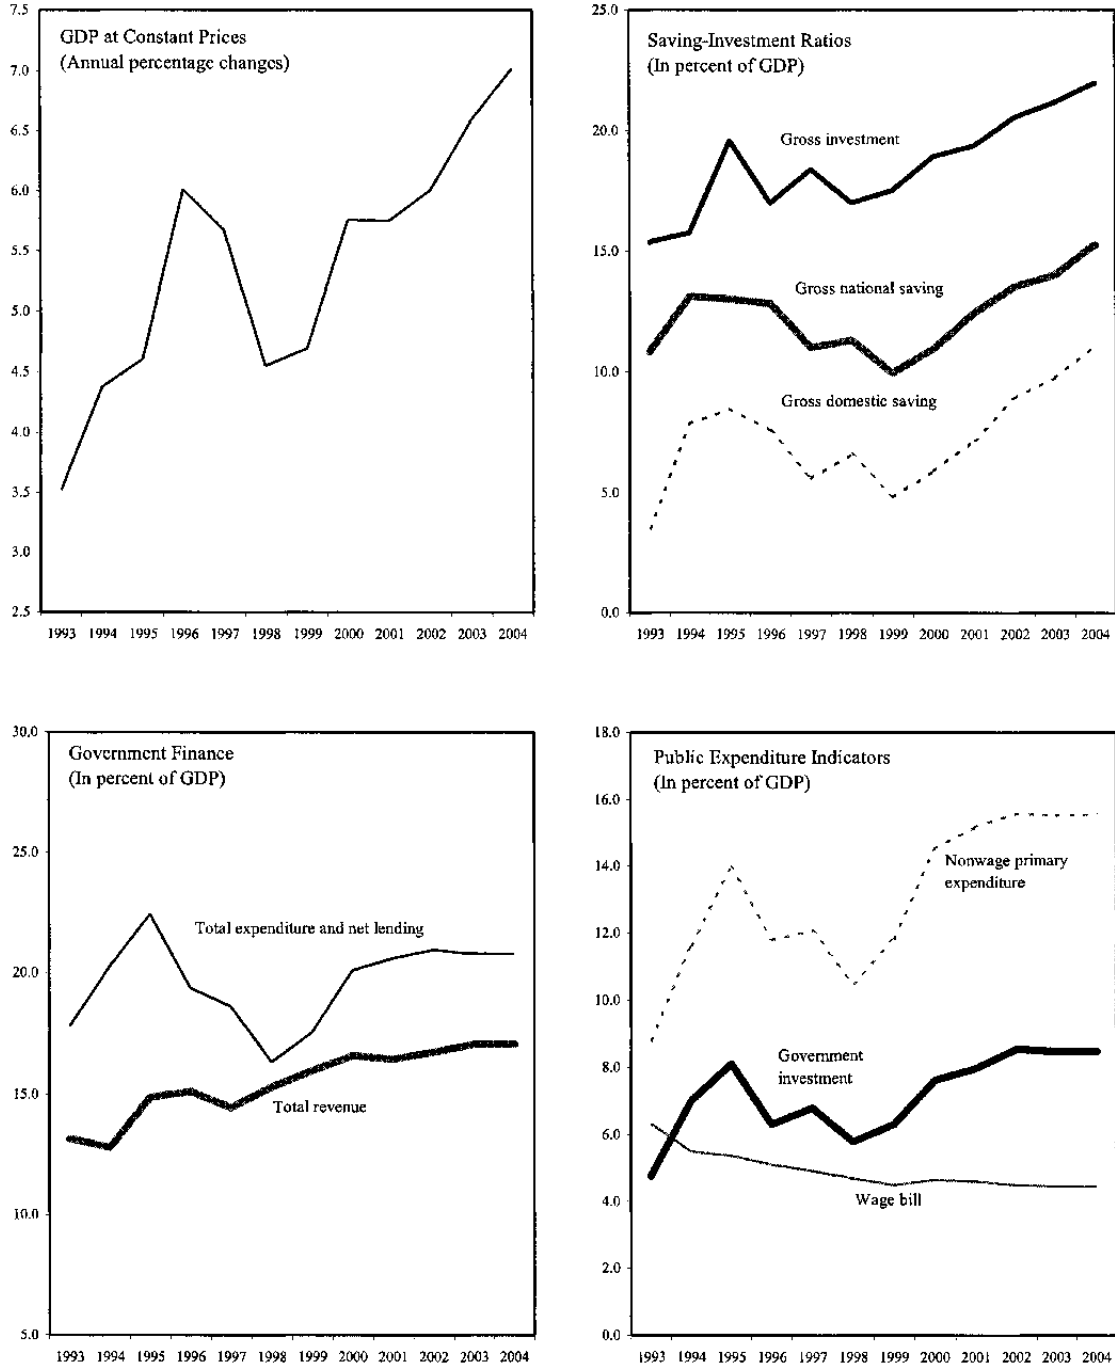 GDP at Constant Prices
(Annual percentage changes)
7.5
7.0
6.5
6.0
5.5
5.0
4.5
4.0
3.5
3.0
2.5
1993 1994 1995 1996 1997 1998 1999 2000 2001 2002 2003 2004
Saving-Investment Ratios
(In percent of GDP)
25.0
20.0
15.0
10.0
5.0
0.0
Gross investment
Gross national saving
Gross domestic saving
1993 1994 1995 1996 1997 1998 1999 2000 2001 2002 2003 2004
Government Finance
(In percent of GDP)
30.0
25.0
20.0
15.0
10.0
5.0
Total expenditure and net lending
Total revenue
1993 1994 1995 1996 1997 1998 1999 2000 2001 2002 2003 2004
Public Expenditure Indicators
(In percent of GDP)
18.0
16.0
14.0
12.0
10.0
8.0
6.0
4.0
2.0
0.0
Nonwage primary
expenditure
Government
investment
Wage bill
1993 1994 1995 1996 1997 1998 1999 2000 2001 2002 2003 2004